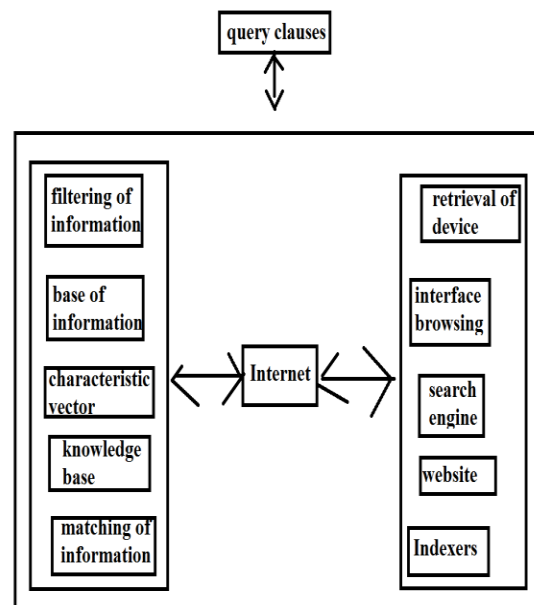 query clauses
filtering of
information
base of
information
characteristic
vector
knowledge
base
matching of
information
Internet
retrieval of
device
interface
browsing
search
engine
website
Indexers